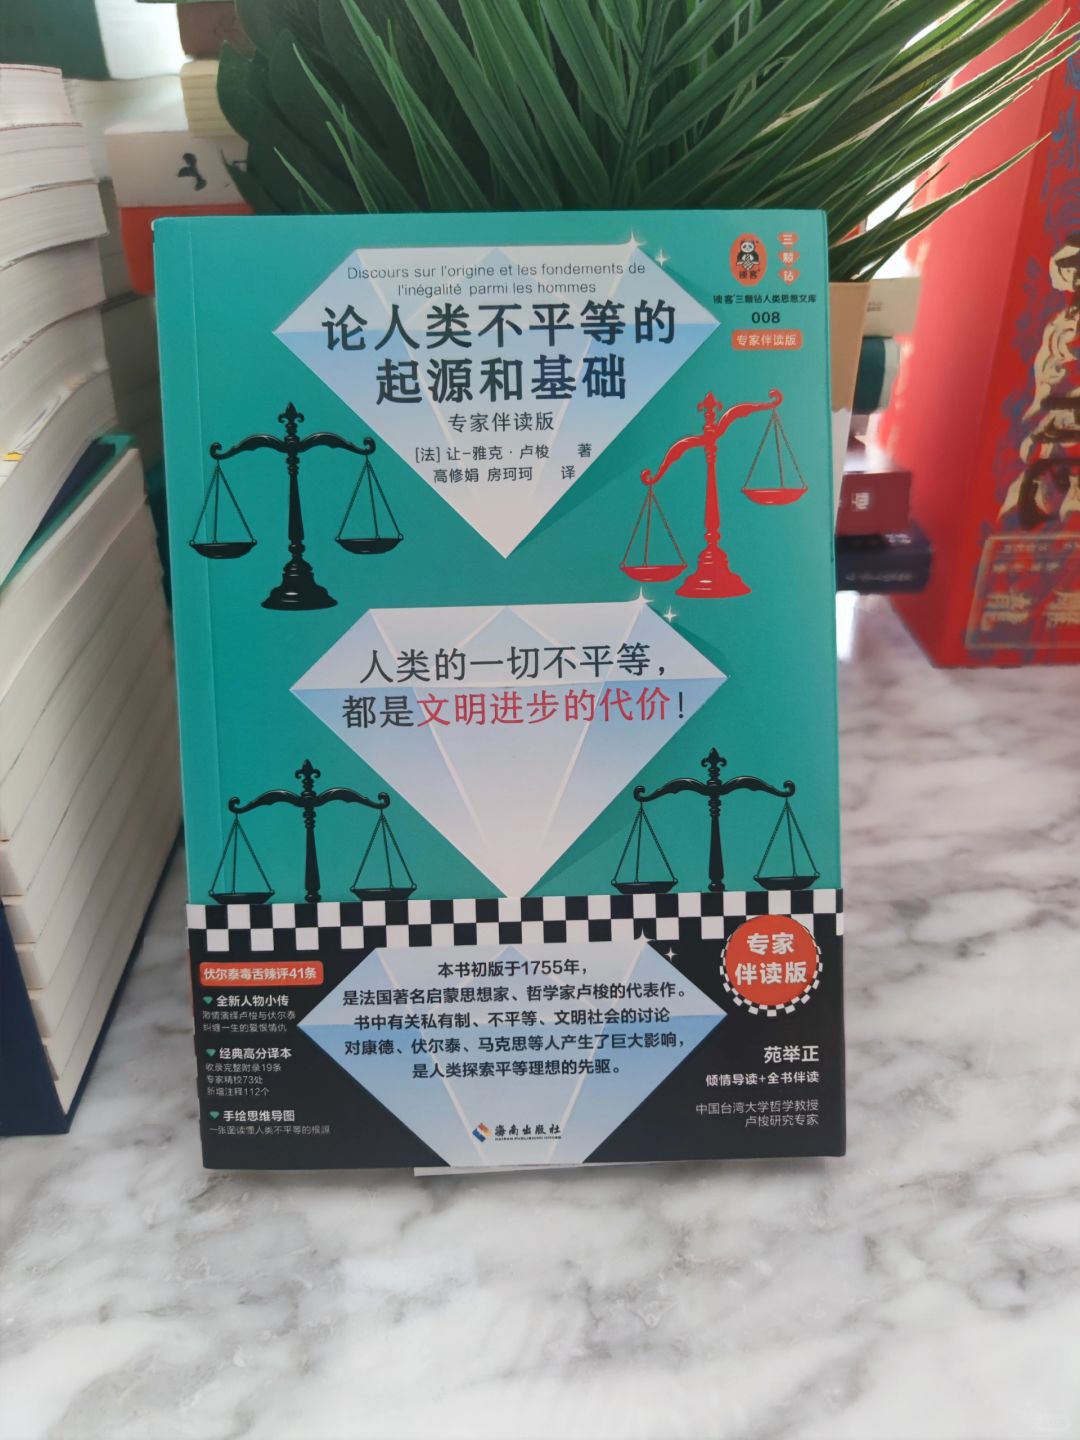 Discours sur l'origine et les fondements de
l'inégalité parmi les hommes
论人类不平等的
起源和基础
专家伴读版
[法] 让-雅克·卢梭 著
高修娟 房珂珂 译
读客
三颗钻
读客三颗钻人类思想文库
008
专家伴读版
人类的一切不平等，
都是文明进步的代价！
伏尔泰毒舌辣评41条
全新人物小传
激情演绎卢梭与伏尔泰
纠缠一生的爱恨情仇
经典高分译本
收录完整附录19条
专家精校73处
新增注释112个
手绘思维导图
一张图读懂人类不平等的根源
本书初版于1755年，
是法国著名启蒙思想家、哲学家卢梭的代表作。
书中有关私有制、不平等、文明社会的讨论
对康德、伏尔泰、马克思等人产生了巨大影响，
是人类探索平等理想的先驱。
海南出版社
HAINAN PUBLISHING HOUSE
专家
伴读版
苑举正
倾情导读+全书伴读
中国台湾大学哲学教授
卢梭研究专家